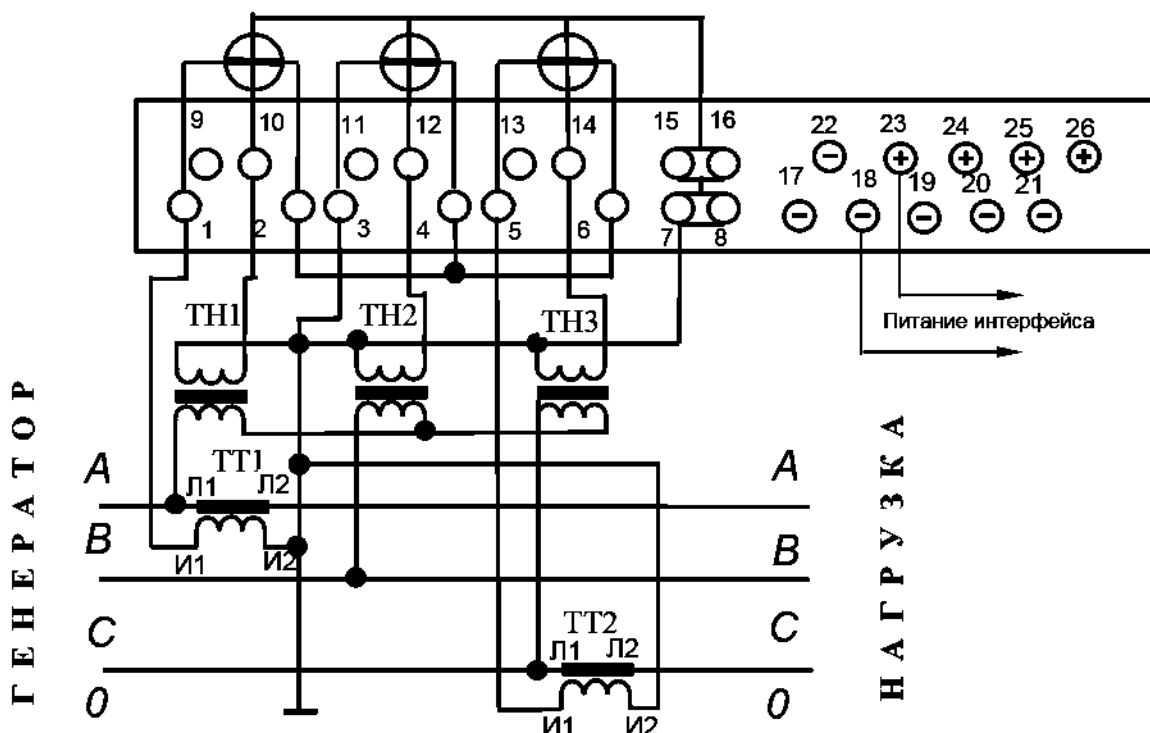 9 10 11 12 13 14 15 16
22 23 24 25 26
17 18 19 20 21
1 2 3 4 5 6 7 8
ТН1 ТН2 ТН3
Питание интерфейса
ГЕНЕРАТОР
НАГРУЗКА
A ТТ1 A
Л1 Л2
B B
И1 И2
C ТТ2 C
Л1 Л2
0 0
И1 И2